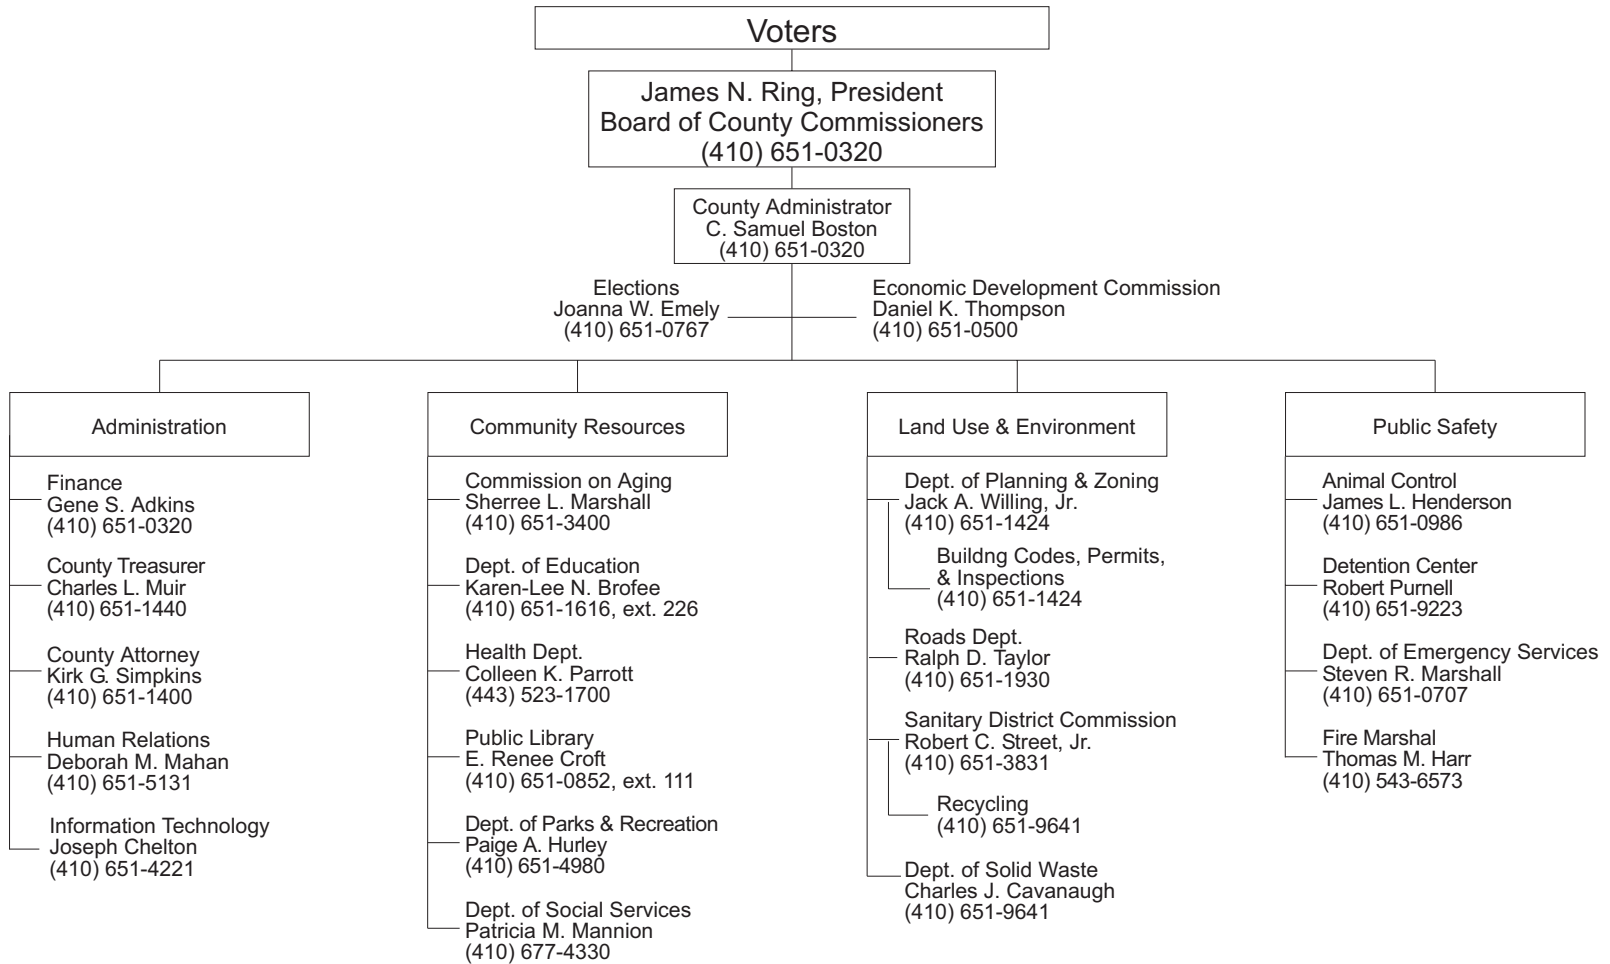 Voters
James N. Ring, President
Board of County Commissioners
(410) 651-0320
County Administrator
C. Samuel Boston
(410) 651-0320
Elections
Joanna W. Emely
(410) 651-0767
Economic Development Commission
Daniel K. Thompson
(410) 651-0500
Administration
Finance
Gene S. Adkins
(410) 651-0320
County Treasurer
Charles L. Muir
(410) 651-1440
County Attorney
Kirk G. Simpkins
(410) 651-1400
Human Relations
Deborah M. Mahan
(410) 651-5131
Information Technology
Joseph Chelton
(410) 651-4221
Community Resources
Commission on Aging
Sherree L. Marshall
(410) 651-3400
Dept. of Education
Karen-Lee N. Brofee
(410) 651-1616, ext. 226
Health Dept.
Colleen K. Parrott
(443) 523-1700
Public Library
E. Renee Croft
(410) 651-0852, ext. 111
Dept. of Parks & Recreation
Paige A. Hurley
(410) 651-4980
Dept. of Social Services
Patricia M. Mannion
(410) 677-4330
Land Use & Environment
Dept. of Planning & Zoning
Jack A. Willing, Jr.
(410) 651-1424
Buildng Codes, Permits,
& Inspections
(410) 651-1424
Roads Dept.
Ralph D. Taylor
(410) 651-1930
Sanitary District Commission
Robert C. Street, Jr.
(410) 651-3831
Recycling
(410) 651-9641
Dept. of Solid Waste
Charles J. Cavanaugh
(410) 651-9641
Public Safety
Animal Control
James L. Henderson
(410) 651-0986
Detention Center
Robert Purnell
(410) 651-9223
Dept. of Emergency Services
Steven R. Marshall
(410) 651-0707
Fire Marshal
Thomas M. Harr
(410) 543-6573